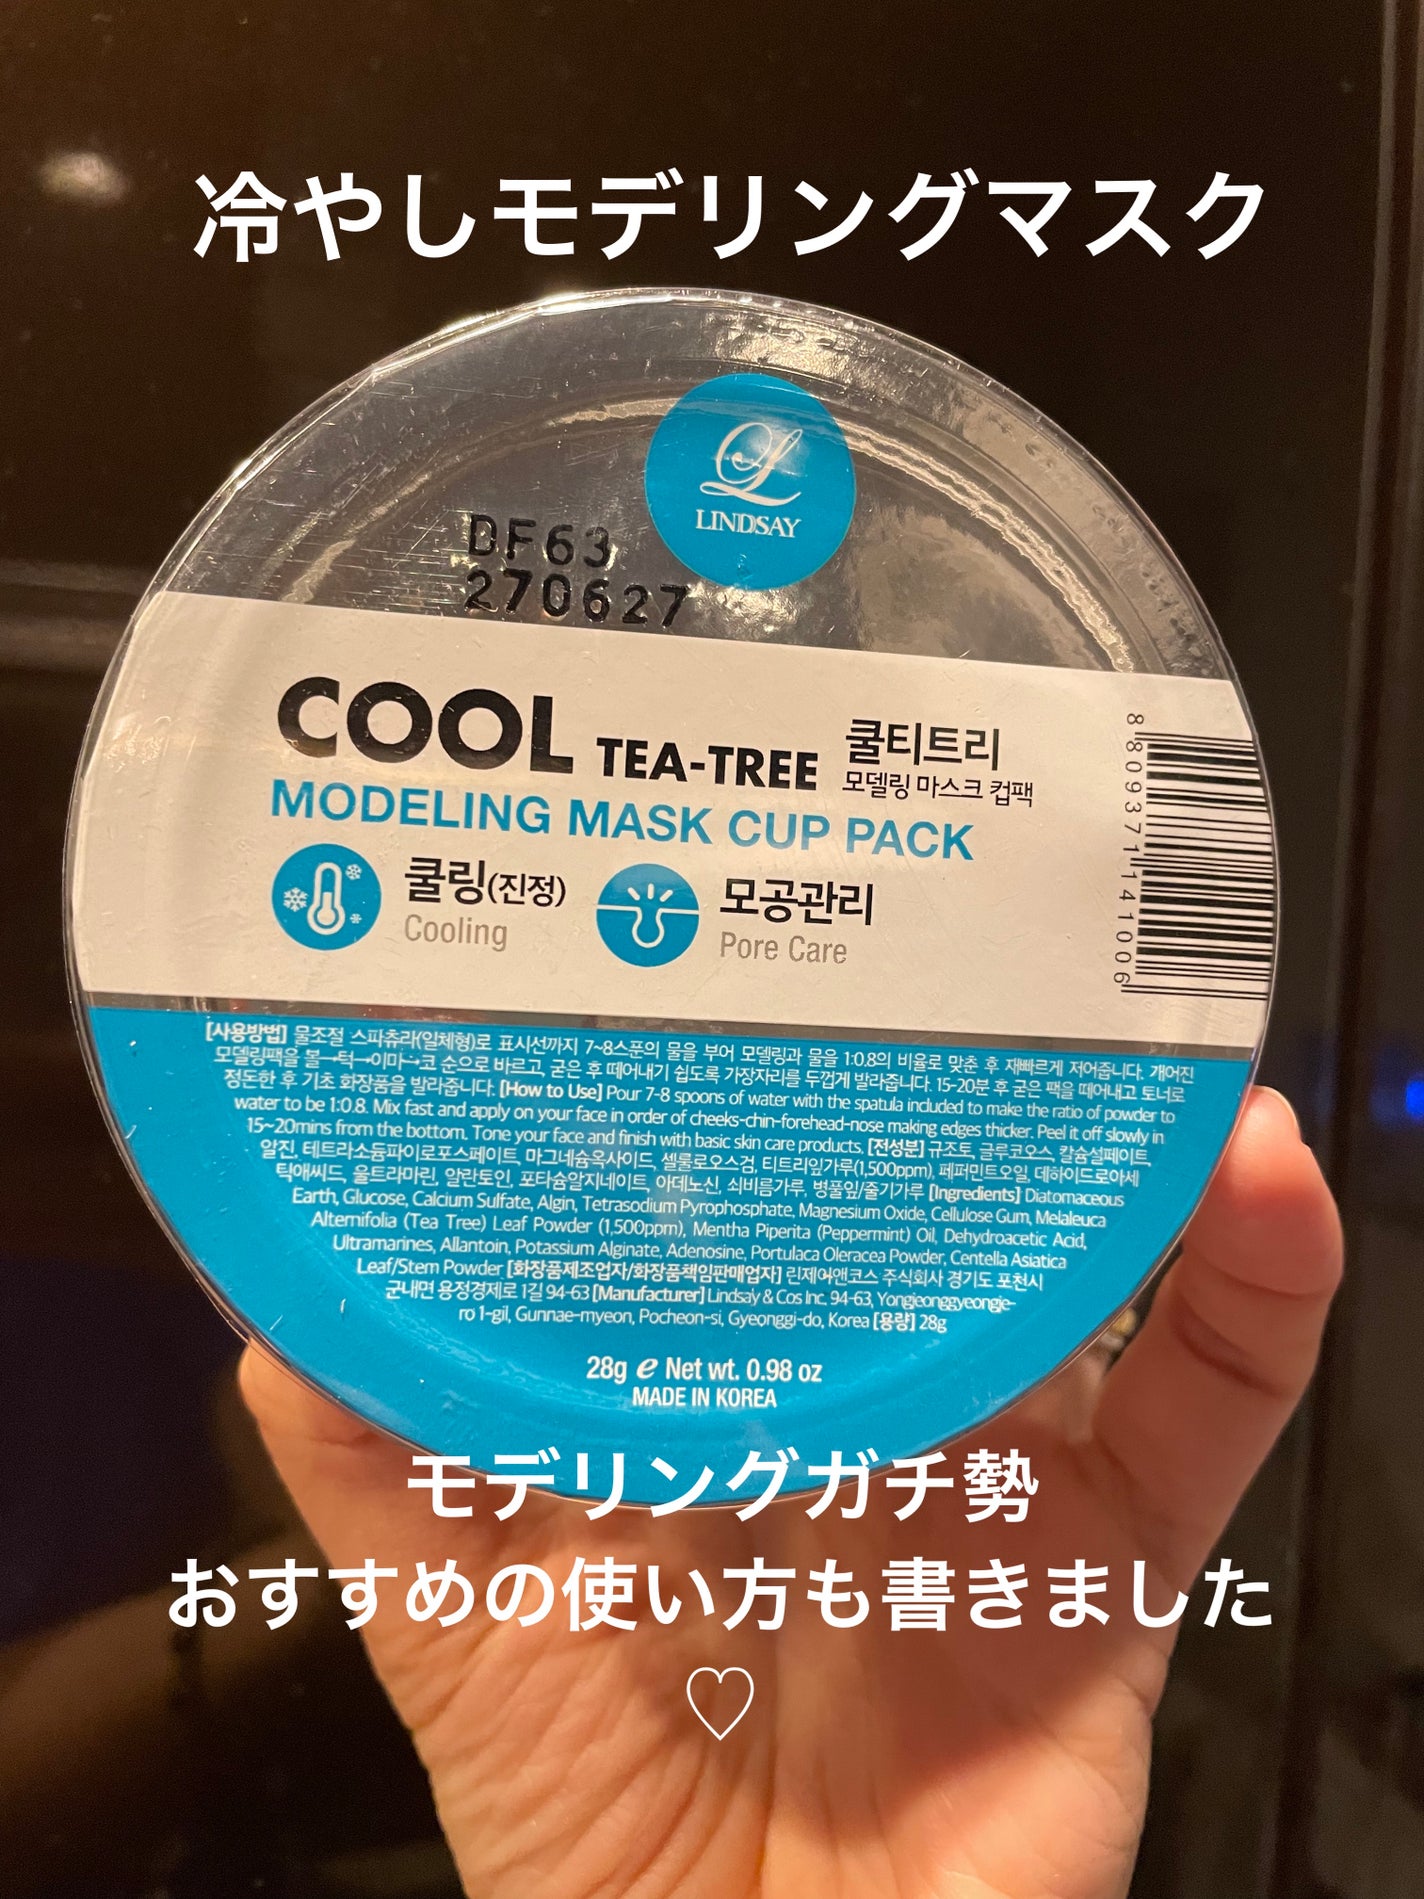 冷やしモデリングマスク
L
LINDSAY
DF63
270627
COOL TEA-TREE 쿨티트리
모델링 마스크 컵팩
MODELING MASK CUP PACK
쿨링(진정)
Cooling
모공관리
Pore Care
8809371141006
[사용방법] 물조절 스파츄라(일체형)로 표시선까지 7~8스푼의 물을 부어 모델링과 물을 1:0.8의 비율로 맞춘 후 재빠르게 저어줍니다. 개어진
모델링팩을 볼→턱→이마→코 순으로 바르고, 굳은 후 떼어내기 쉽도록 가장자리를 두껍게 발라줍니다. 15-20분 후 굳은 팩을 떼어내고 토너로
정돈한 후 기초 화장품을 발라줍니다. [How to Use] Pour 7-8 spoons of water with the spatula included to make the ratio of powder to
water to be 1:0.8. Mix fast and apply on your face in order of cheeks-chin-forehead-nose making edges thicker. Peel it off slowly in
15~20mins from the bottom. Tone your face and finish with basic skin care products. [전성분] 규조토, 글루코오스, 칼슘설페이트,
알진, 테트라소듐파이로포스페이트, 마그네슘옥사이드, 셀룰로오스검, 티트리잎가루(1,500ppm), 페퍼민트오일, 데하이드로아세
틱애씨드, 울트라마린, 알란토인, 포타슘알지네이트, 아데노신, 쇠비름가루, 병풀잎/줄기가루 [Ingredients] Diatomaceous
Earth, Glucose, Calcium Sulfate, Algin, Tetrasodium Pyrophosphate, Magnesium Oxide, Cellulose Gum, Melaleuca
Alternifolia (Tea Tree) Leaf Powder (1,500ppm), Mentha Piperita (Peppermint) Oil, Dehydroacetic Acid,
Ultramarines, Allantoin, Potassium Alginate, Adenosine, Portulaca Oleracea Powder, Centella Asiatica
Leaf/Stem Powder [화장품제조업자/화장품책임판매업자] 린제이앤코스 주식회사 경기도 포천시
군내면 용정경제로 1길 94-63 [Manufacturer] Lindsay & Cos Inc. 94-63, Yongjeonggyeongje-
ro 1-gil, Gunnae-myeon, Pocheon-si, Gyeonggi-do, Korea [용량] 28g
28g e Net wt. 0.98 oz
MADE IN KOREA
モデリングガチ勢
おすすめの使い方も書きました
♡